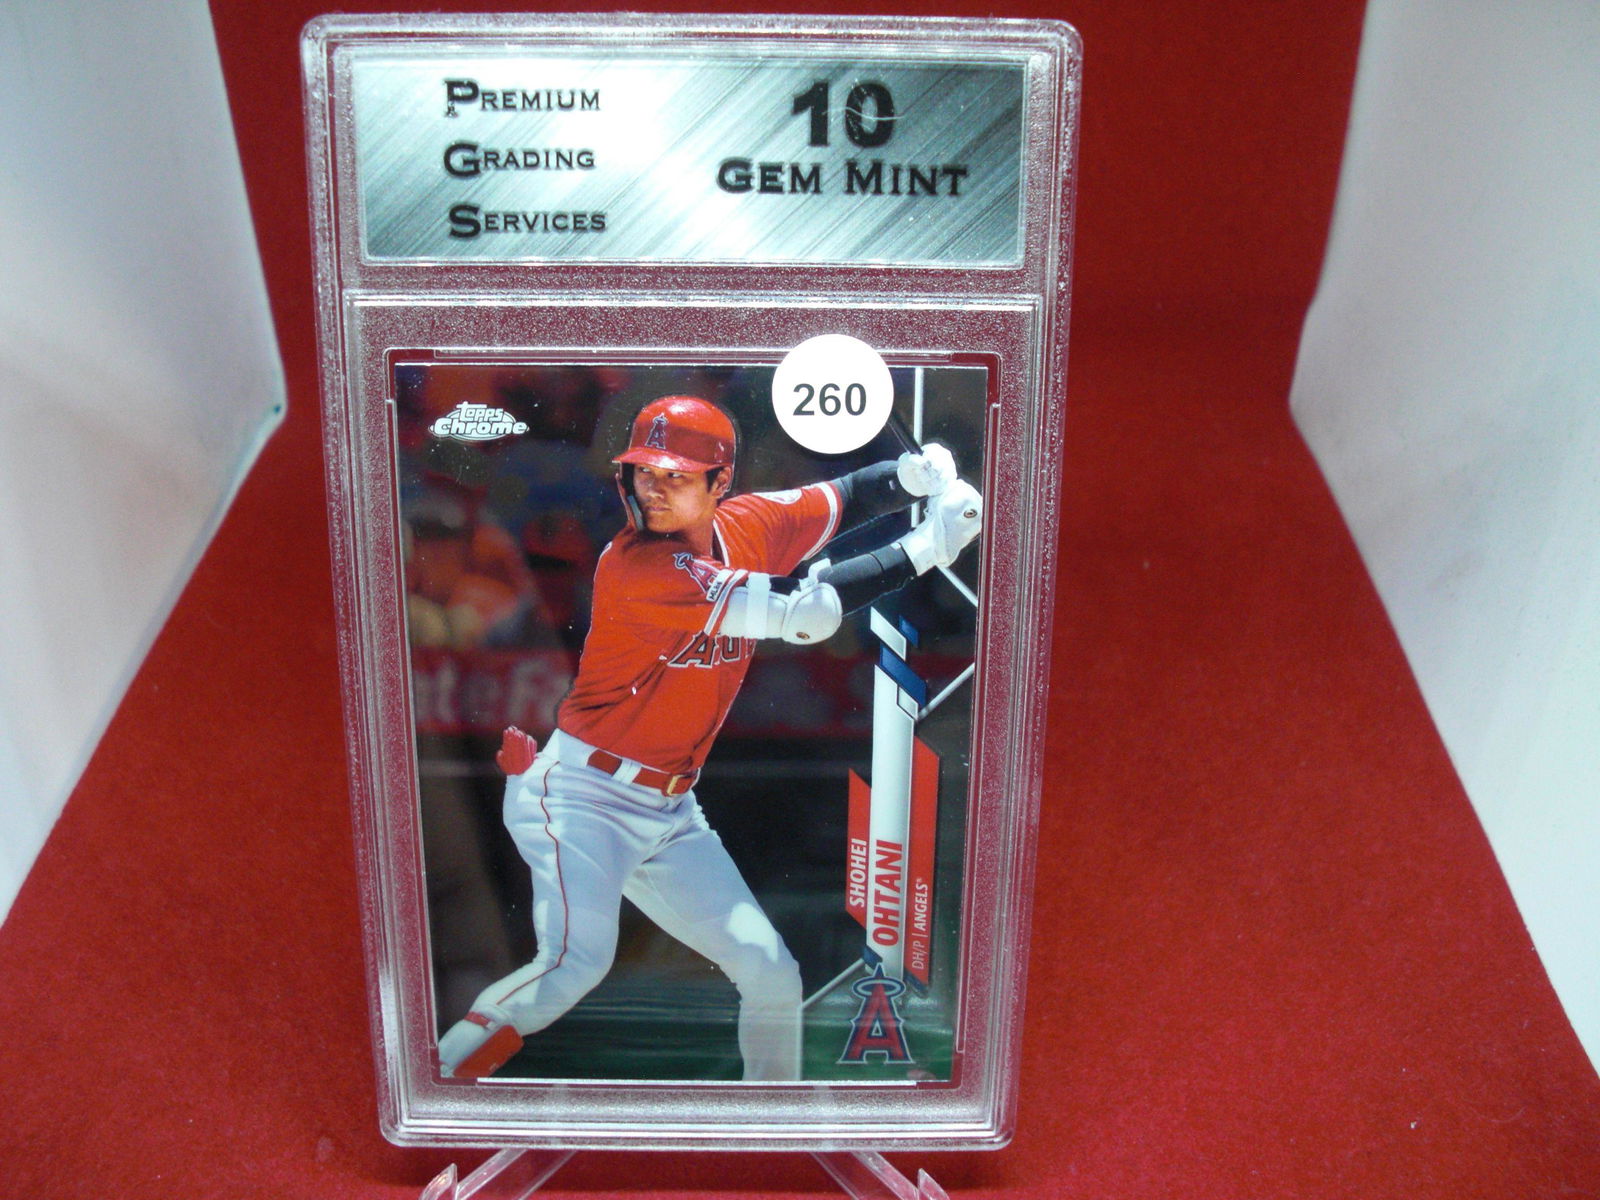 PREMIUM
GRADING
SERVICES
10
GEM MINT
260
Topps
Chrome
SHOHEI
OHTANI
DH/P | ANGELS®
A